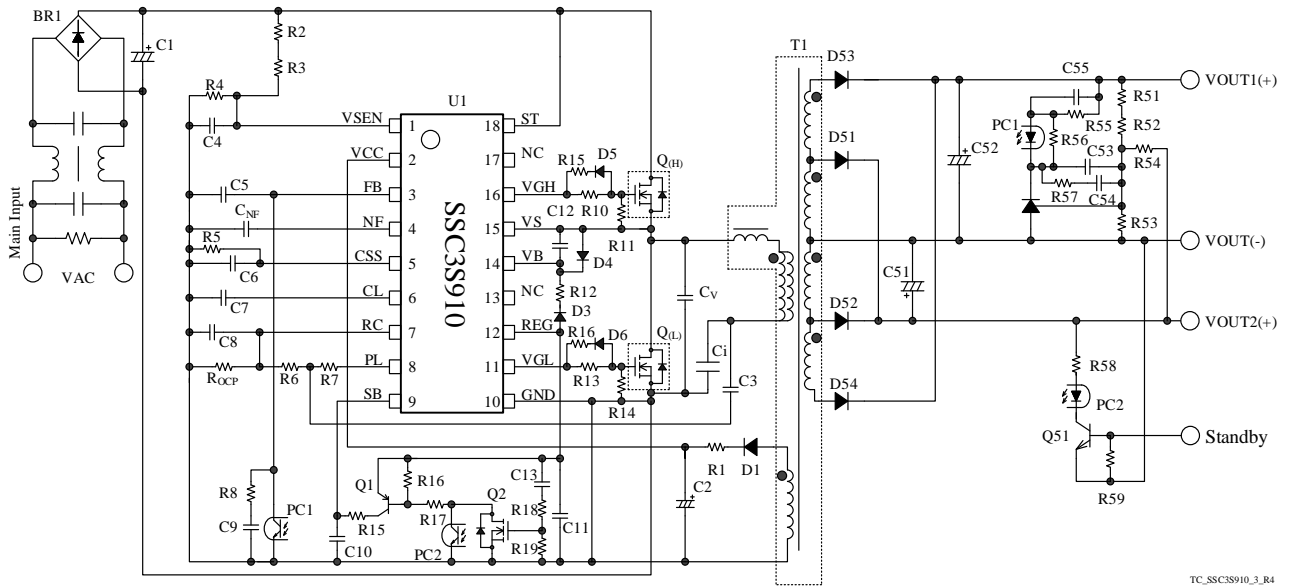 BR1
C1
R2
R3
R4
C4
Main Input
VAC
U1
SSC3S910
VSEN
1
VCC
2
FB
3
NF
4
CSS
5
CL
6
RC
7
PL
8
SB
9
18
ST
17
NC
16
VGH
15
VS
14
VB
13
NC
12
REG
11
VGL
10
GND
C5
CNF
R5
C6
C7
C8
ROCP
R6
R7
R15
D5
Q(H)
C12
R10
R11
D4
R12
D3
R16
D6
Q(L)
R13
R14
CV
Ci
C3
T1
D53
D51
D52
D54
C55
R51
PC1
R55
R56
R52
C53
R54
R57
C54
R53
C52
C51
VOUT1(+)
VOUT(-)
VOUT2(+)
R58
PC2
Q51
Standby
R59
R1
D1
C2
R8
C9
PC1
Q1
R16
R15
C10
R17
PC2
Q2
C13
R18
R19
C11
TC_SSC3S910_3_R4